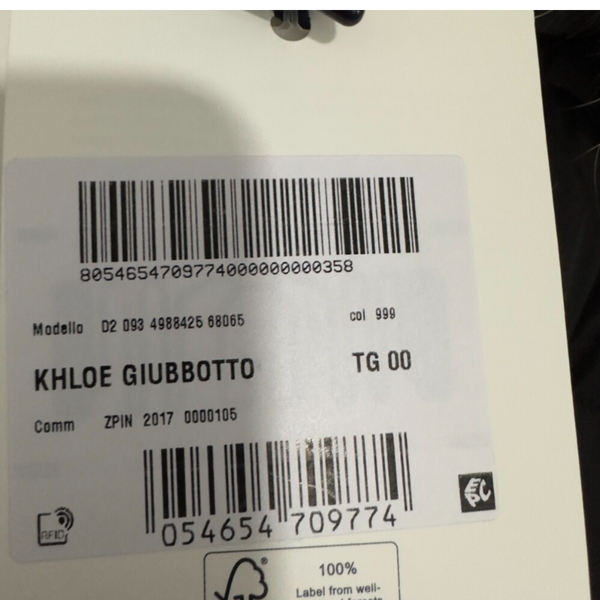 8054654709774000000000358
Modello D2 093 4988425 68065
col 999
KHLOE GIUBBOTTO
TG 00
Comm ZPIN 2017 0000105
054654 709774
RFID
EPC
100%
Label from well-